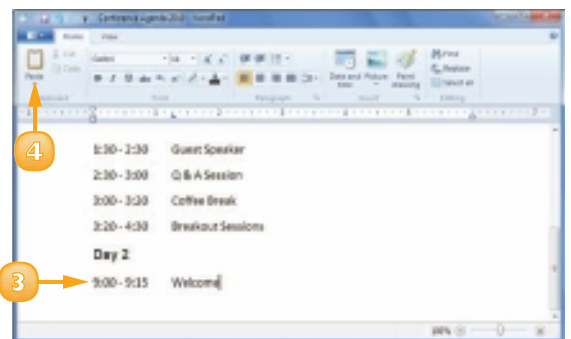 Conference Agenda 2010 - WordPad
Home View
Cut
Copy
Paste
Calibri
Date and time Picture Paint drawing
Find
Replace
Select all
Clipboard Font Paragraph Insert Editing
4
1:30 - 2:30 Guest Speaker
2:30 - 3:00 Q & A Session
3:00 - 3:20 Coffee Break
3:20 - 4:30 Breakout Sessions
Day 2
3
9:00 - 9:15 Welcome
100%